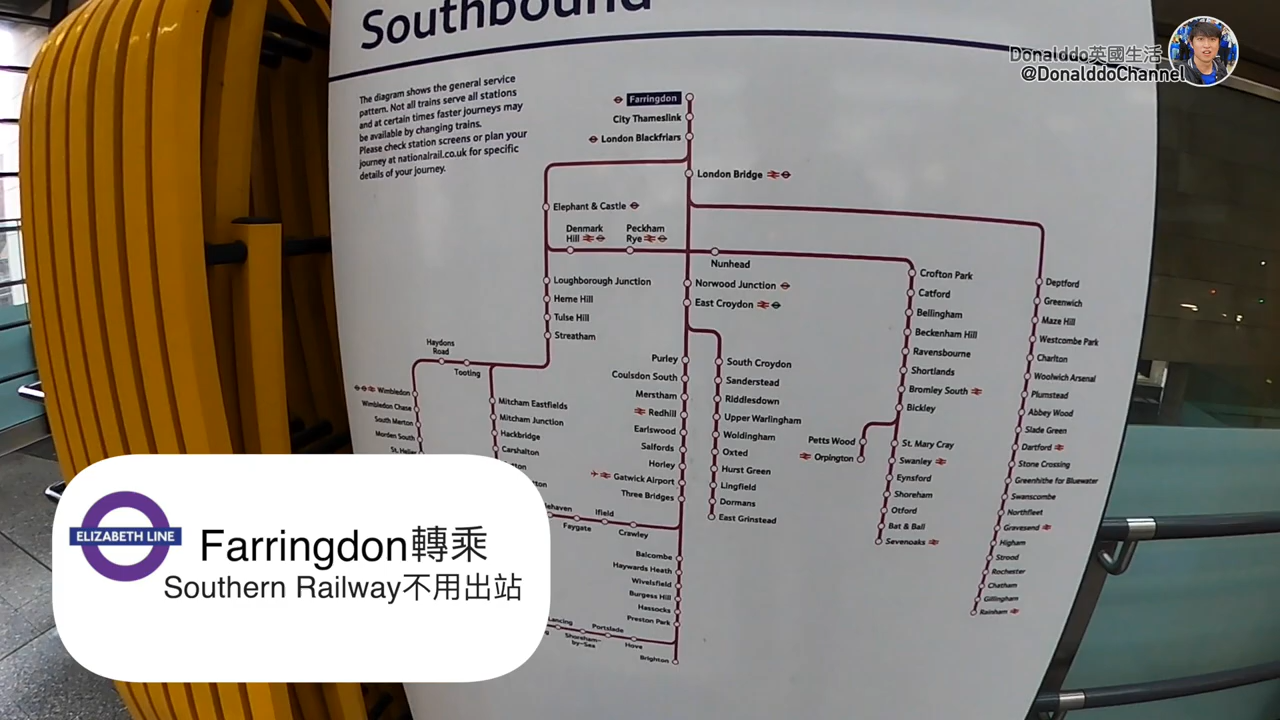 Southbound
Donalddo英國生活
@DonalddoChannel
The diagram shows the general service
pattern. Not all trains serve all stations
and at certain times faster journeys may
be available by changing trains.
Please check station screens or plan your
journey at nationalrail.co.uk for specific
details of your journey.
Farringdon
City Thameslink
London Blackfriars
London Bridge
Elephant & Castle
Denmark
Hill
Peckham
Rye
Nunhead
Loughborough Junction
Herne Hill
Tulse Hill
Streatham
Haydons
Road
Tooting
Wimbledon
Wimbledon Chase
South Merton
Morden South
St. Helier
Mitcham Eastfields
Mitcham Junction
Hackbridge
Carshalton
Norwood Junction
East Croydon
Purley
Coulsdon South
Merstham
Redhill
Earlswood
Salfords
Horley
Gatwick Airport
Three Bridges
Ifield
Faygate
Crawley
Balcombe
Haywards Heath
Wivelsfield
Burgess Hill
Hassocks
Preston Park
Lancing
Shoreham-
by-Sea
Portslade
Hove
Brighton
South Croydon
Sanderstead
Riddlesdown
Upper Warlingham
Woldingham
Oxted
Hurst Green
Lingfield
Dormans
East Grinstead
Crofton Park
Catford
Bellingham
Beckenham Hill
Ravensbourne
Shortlands
Bromley South
Bickley
Petts Wood
Orpington
St. Mary Cray
Swanley
Eynsford
Shoreham
Otford
Bat & Ball
Sevenoaks
Deptford
Greenwich
Maze Hill
Westcombe Park
Charlton
Woolwich Arsenal
Plumstead
Abbey Wood
Slade Green
Dartford
Stone Crossing
Greenhithe for Bluewater
Swanscombe
Northfleet
Gravesend
Higham
Strood
Rochester
Chatham
Gillingham
Rainham
ELIZABETH LINE
Farringdon轉乘
Southern Railway不用出站